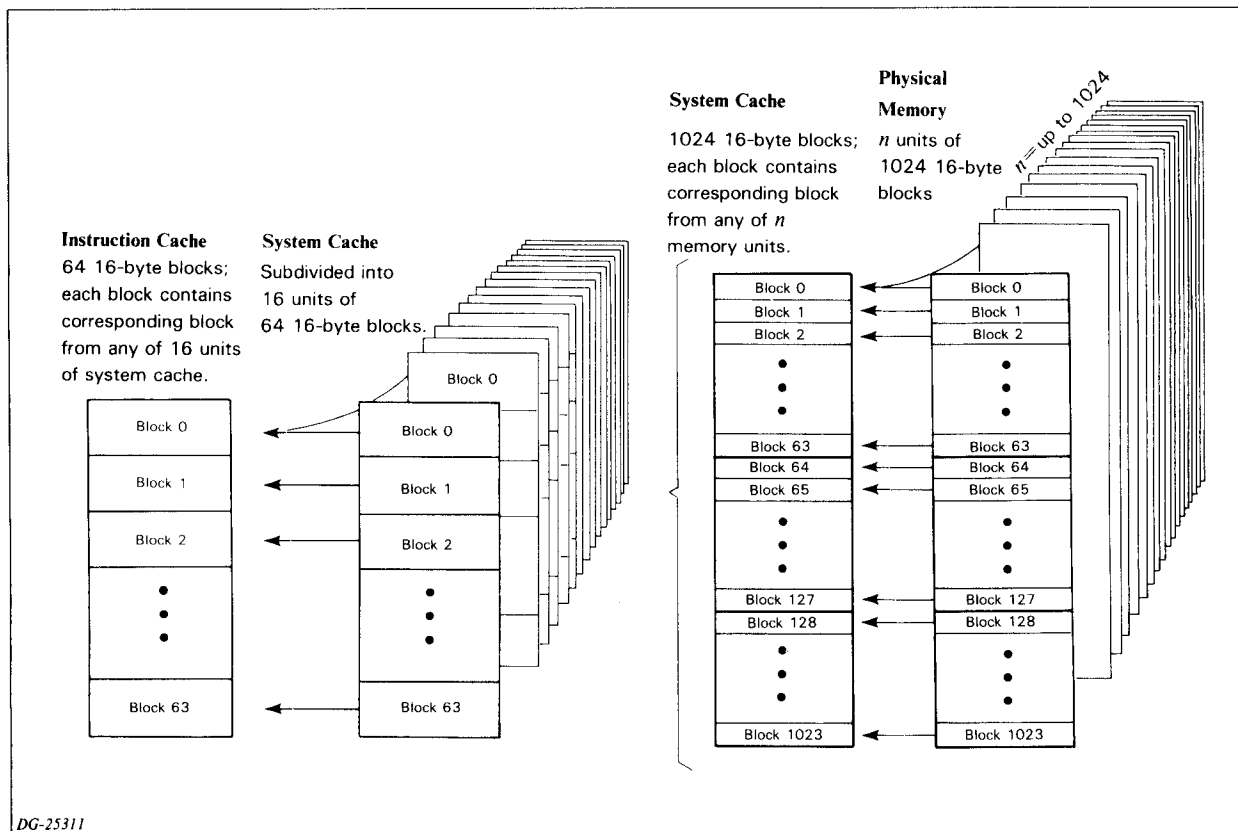 Instruction Cache
64 16-byte blocks;
each block contains
corresponding block
from any of 16 units
of system cache.
Block 0
Block 1
Block 2
Block 63
System Cache
Subdivided into
16 units of
64 16-byte blocks.
Block 0
Block 0
Block 1
Block 2
Block 63
System Cache
1024 16-byte blocks;
each block contains
corresponding block
from any of n
memory units.
Block 0
Block 1
Block 2
Block 63
Block 64
Block 65
Block 127
Block 128
Block 1023
Physical
Memory
n units of
1024 16-byte
blocks
n = up to 1024
Block 0
Block 1
Block 2
Block 63
Block 64
Block 65
Block 127
Block 128
Block 1023
DG-25311